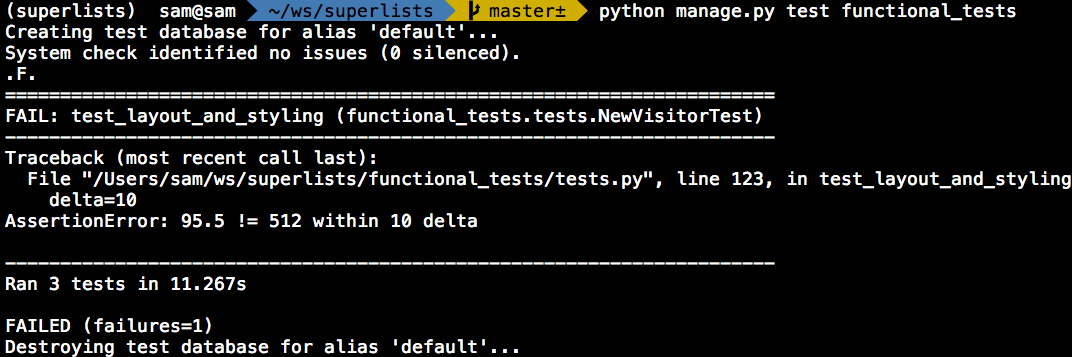 (superlists)  sam@sam  ~/ws/superlists  master±  python manage.py test functional_tests
Creating test database for alias 'default'...
System check identified no issues (0 silenced).
.F.
======================================================================
FAIL: test_layout_and_styling (functional_tests.tests.NewVisitorTest)
----------------------------------------------------------------------
Traceback (most recent call last):
  File "/Users/sam/ws/superlists/functional_tests/tests.py", line 123, in test_layout_and_styling
    delta=10
AssertionError: 95.5 != 512 within 10 delta

----------------------------------------------------------------------
Ran 3 tests in 11.267s

FAILED (failures=1)
Destroying test database for alias 'default'...